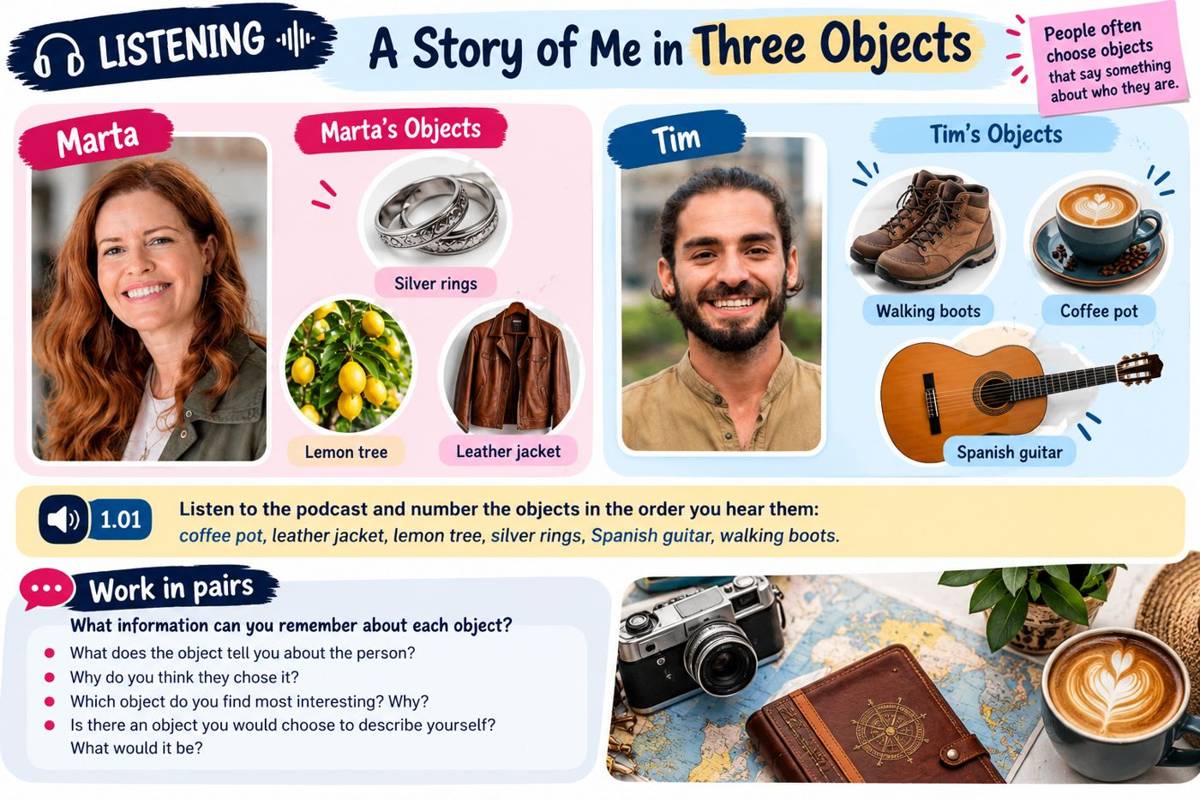 LISTENING
A Story of Me in Three Objects
People often
choose objects
that say something
about who they are.
Marta
Marta's Objects
Silver rings
Lemon tree
Leather jacket
Tim
Tim's Objects
Walking boots
Coffee pot
Spanish guitar
1.01
Listen to the podcast and number the objects in the order you hear them:
coffee pot, leather jacket, lemon tree, silver rings, Spanish guitar, walking boots.
Work in pairs
What information can you remember about each object?
What does the object tell you about the person?
Why do you think they chose it?
Which object do you find most interesting? Why?
Is there an object you would choose to describe yourself?
What would it be?